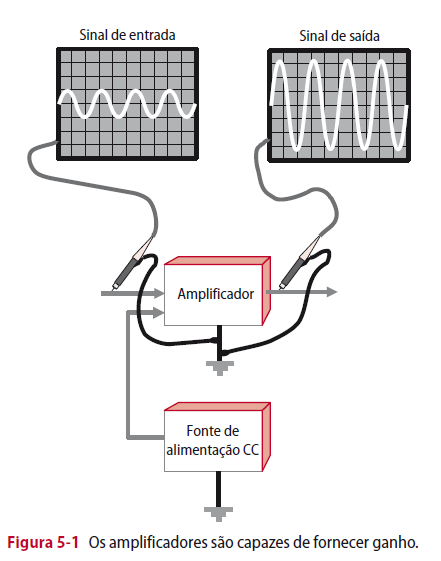 Sinal de entrada
Sinal de saída
Amplificador
Fonte de
alimentação CC
Figura 5-1 Os amplificadores são capazes de fornecer ganho.